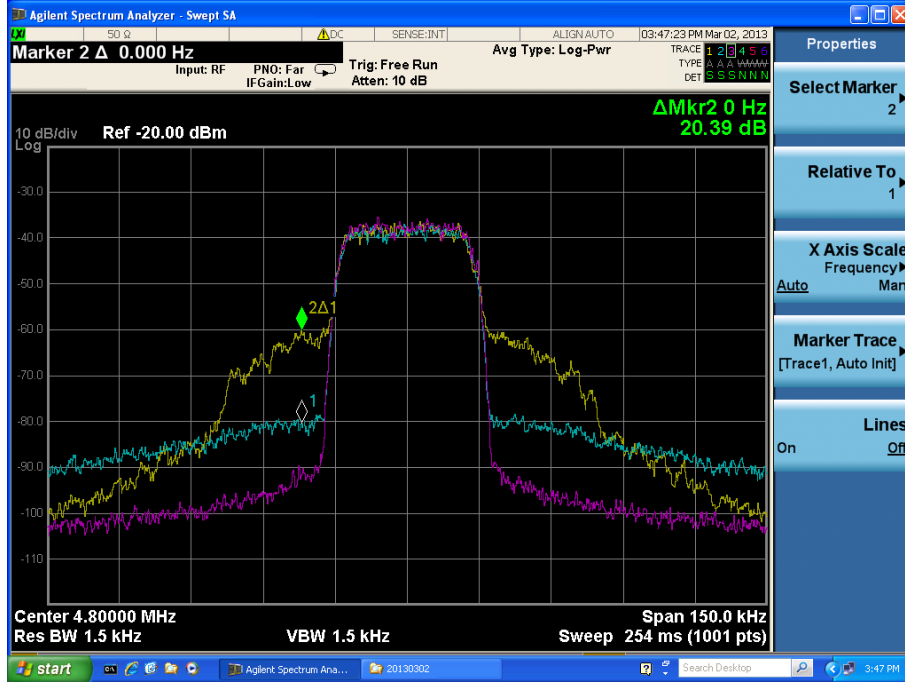 Agilent Spectrum Analyzer - Swept SA
LXI 50 Ω DC SENSE:INT ALIGN AUTO 03:47:23 PM Mar 02, 2013
Marker 2 Δ 0.000 Hz
Avg Type: Log-Pwr
TRACE 1 2 3 4 5 6
TYPE A A A W W W
DET S S S N N N
Input: RF PNO: Far Trig: Free Run
IFGain:Low Atten: 10 dB
ΔMkr2 0 Hz
20.39 dB
10 dB/div Ref -20.00 dBm
Log
-30.0
-40.0
-50.0
-60.0
-70.0
-80.0
-90.0
-100
-110
2Δ1
1
Center 4.80000 MHz Span 150.0 kHz
Res BW 1.5 kHz VBW 1.5 kHz Sweep 254 ms (1001 pts)
Properties
Select Marker
2
Relative To
1
X Axis Scale
Frequency
Auto Man
Marker Trace
[Trace1, Auto Init]
Lines
On Off
start Agilent Spectrum Ana... 20130302 Search Desktop 3:47 PM